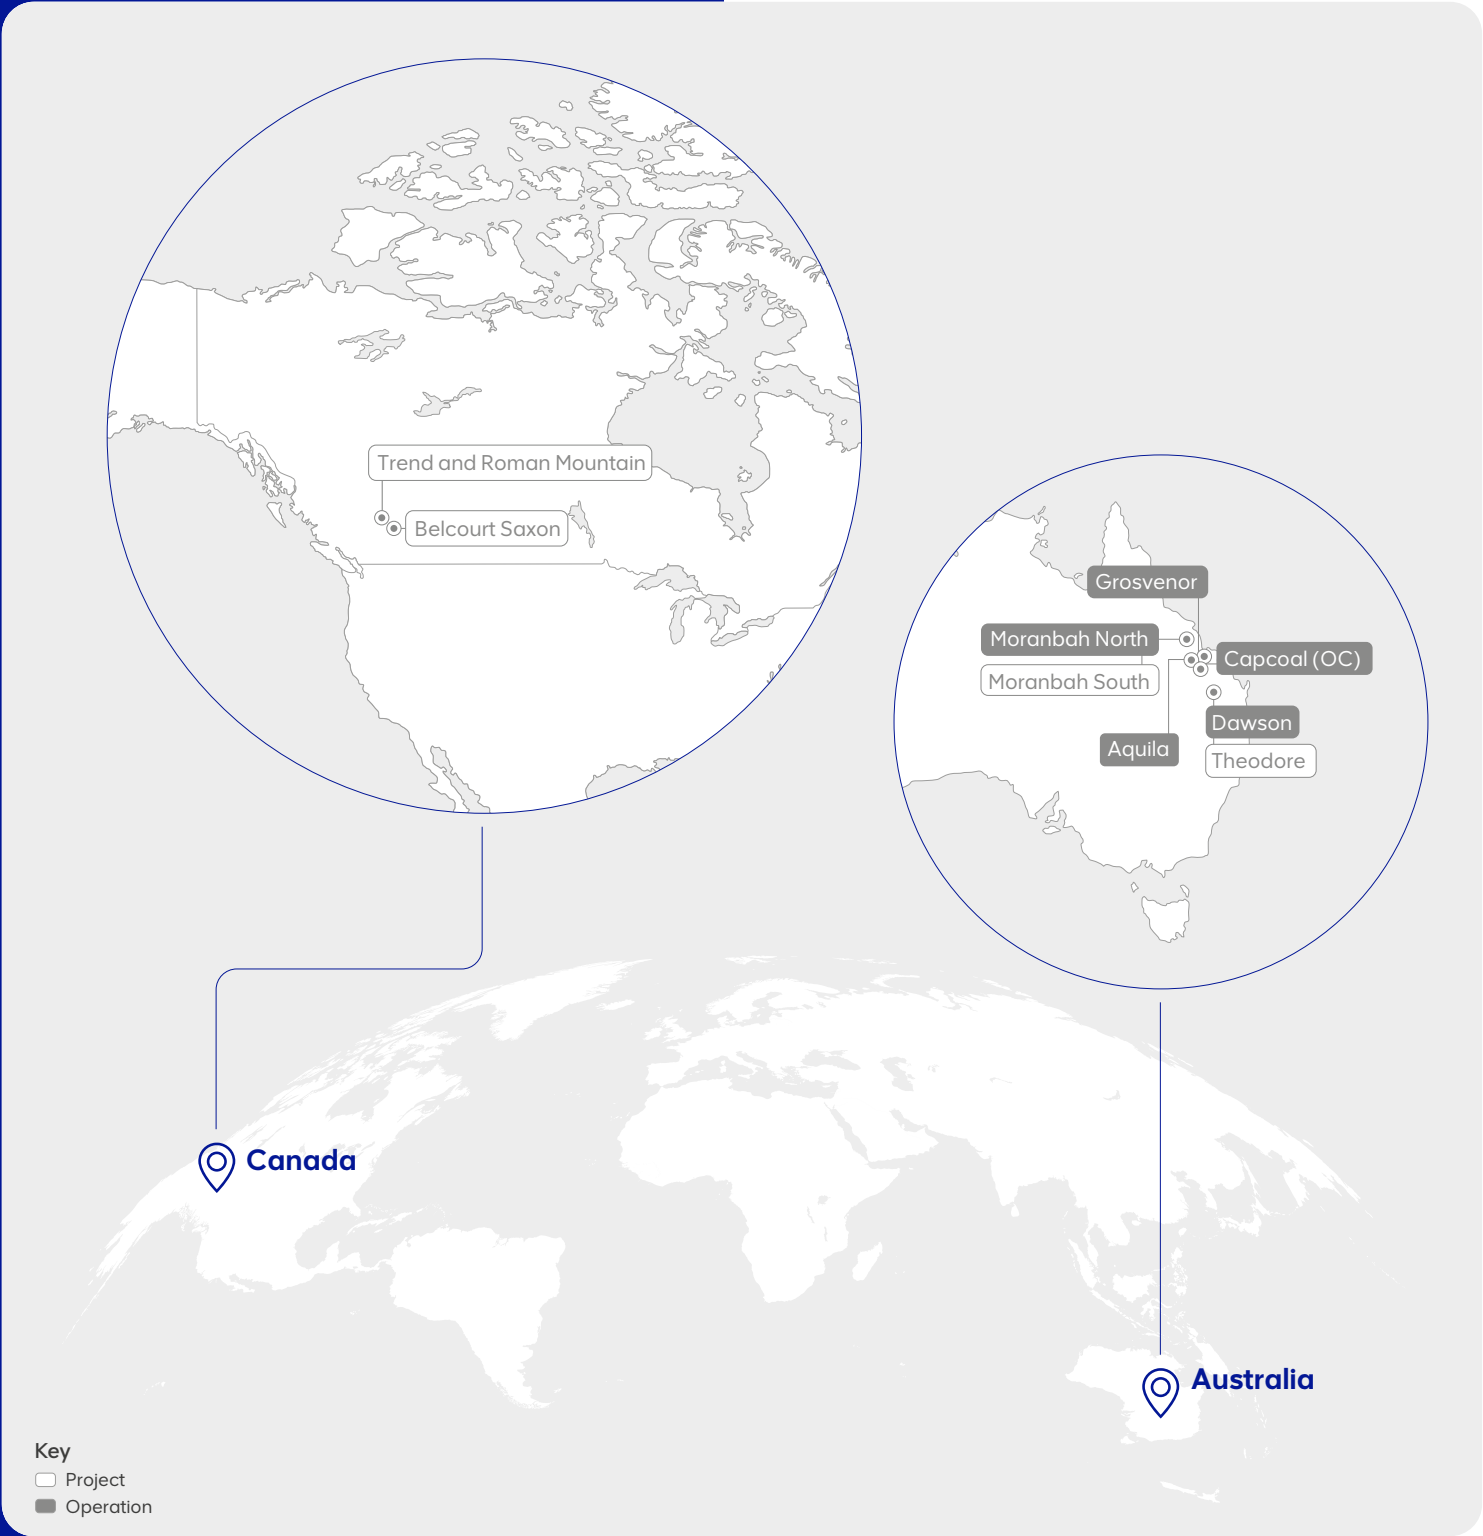 Trend and Roman Mountain
Belcourt Saxon
Grosvenor
Moranbah North
Capcoal (OC)
Moranbah South
Dawson
Aquila
Theodore
Canada
Australia
Key
Project
Operation